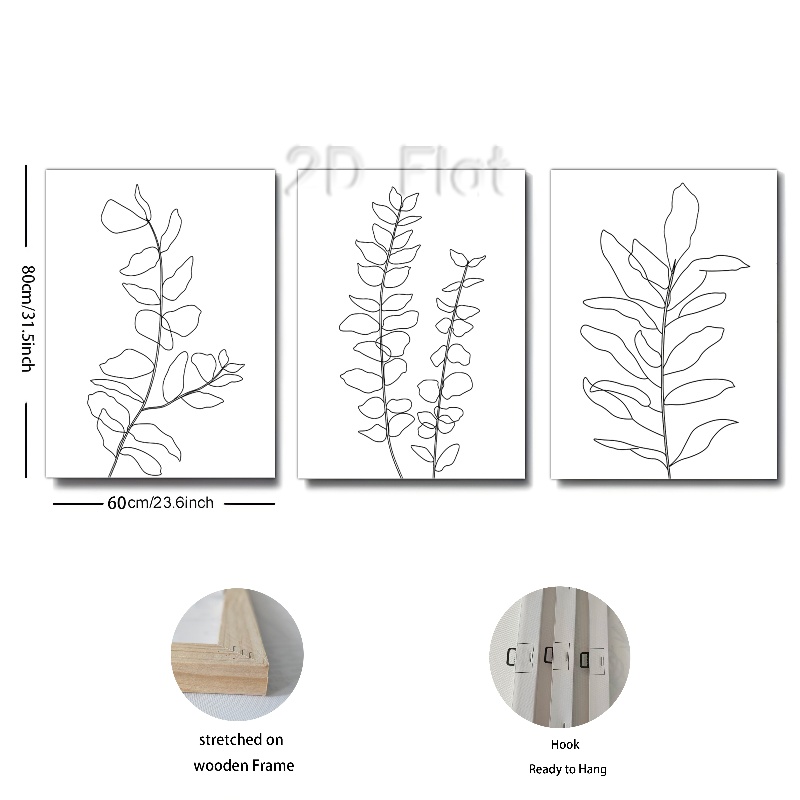 2D Flat
80cm/31.5inch
60cm/23.6inch
stretched on
wooden Frame
Hook
Ready to Hang